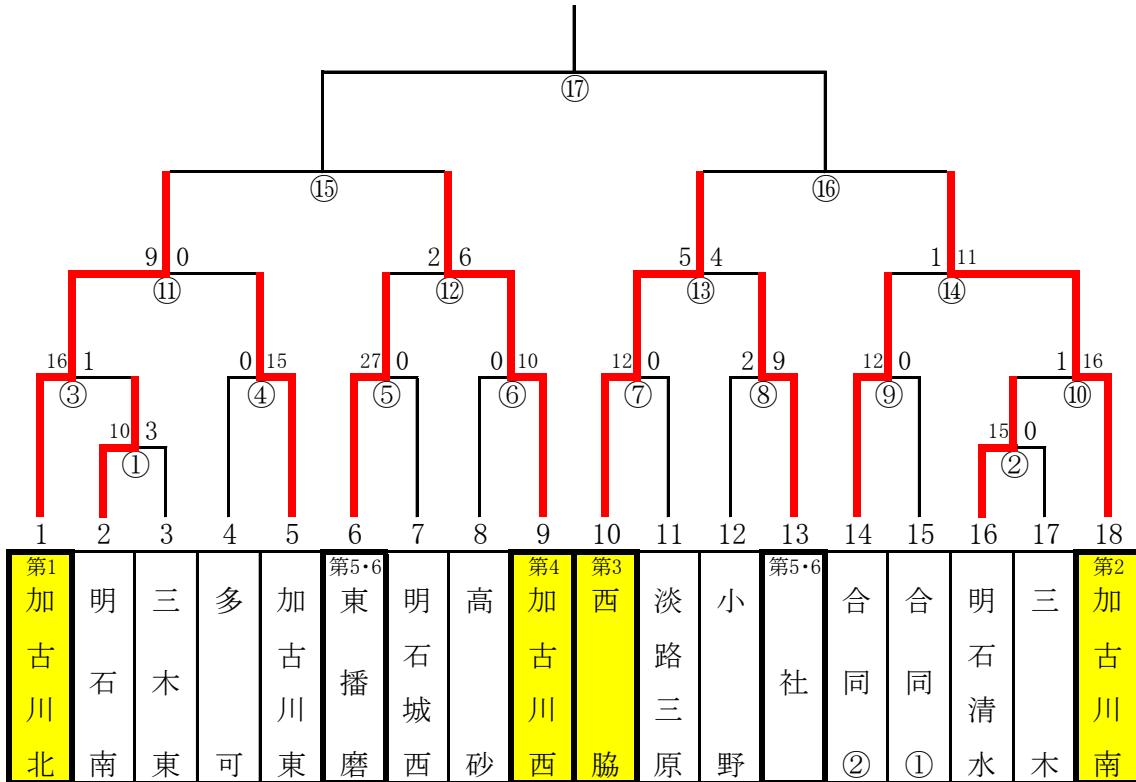 ⑰
⑮ ⑯
9 0 2 6 5 4 1 11
⑪ ⑫ ⑬ ⑭
16 1 0 15 27 0 0 10 12 0 2 9 12 0 1 16
③ ④ ⑤ ⑥ ⑦ ⑧ ⑨ ⑩
10 3 15 0
① ②
1 2 3 4 5 6 7 8 9 10 11 12 13 14 15 16 17 18
第1 第5・6 第4 第3 第5・6 第2
加古川北
明石南
三木東
多可
加古川東
東播磨
明石城西
高砂
加古川西
西脇
淡路三原
小野
社
合同②
合同①
明石清水
三木
加古川南